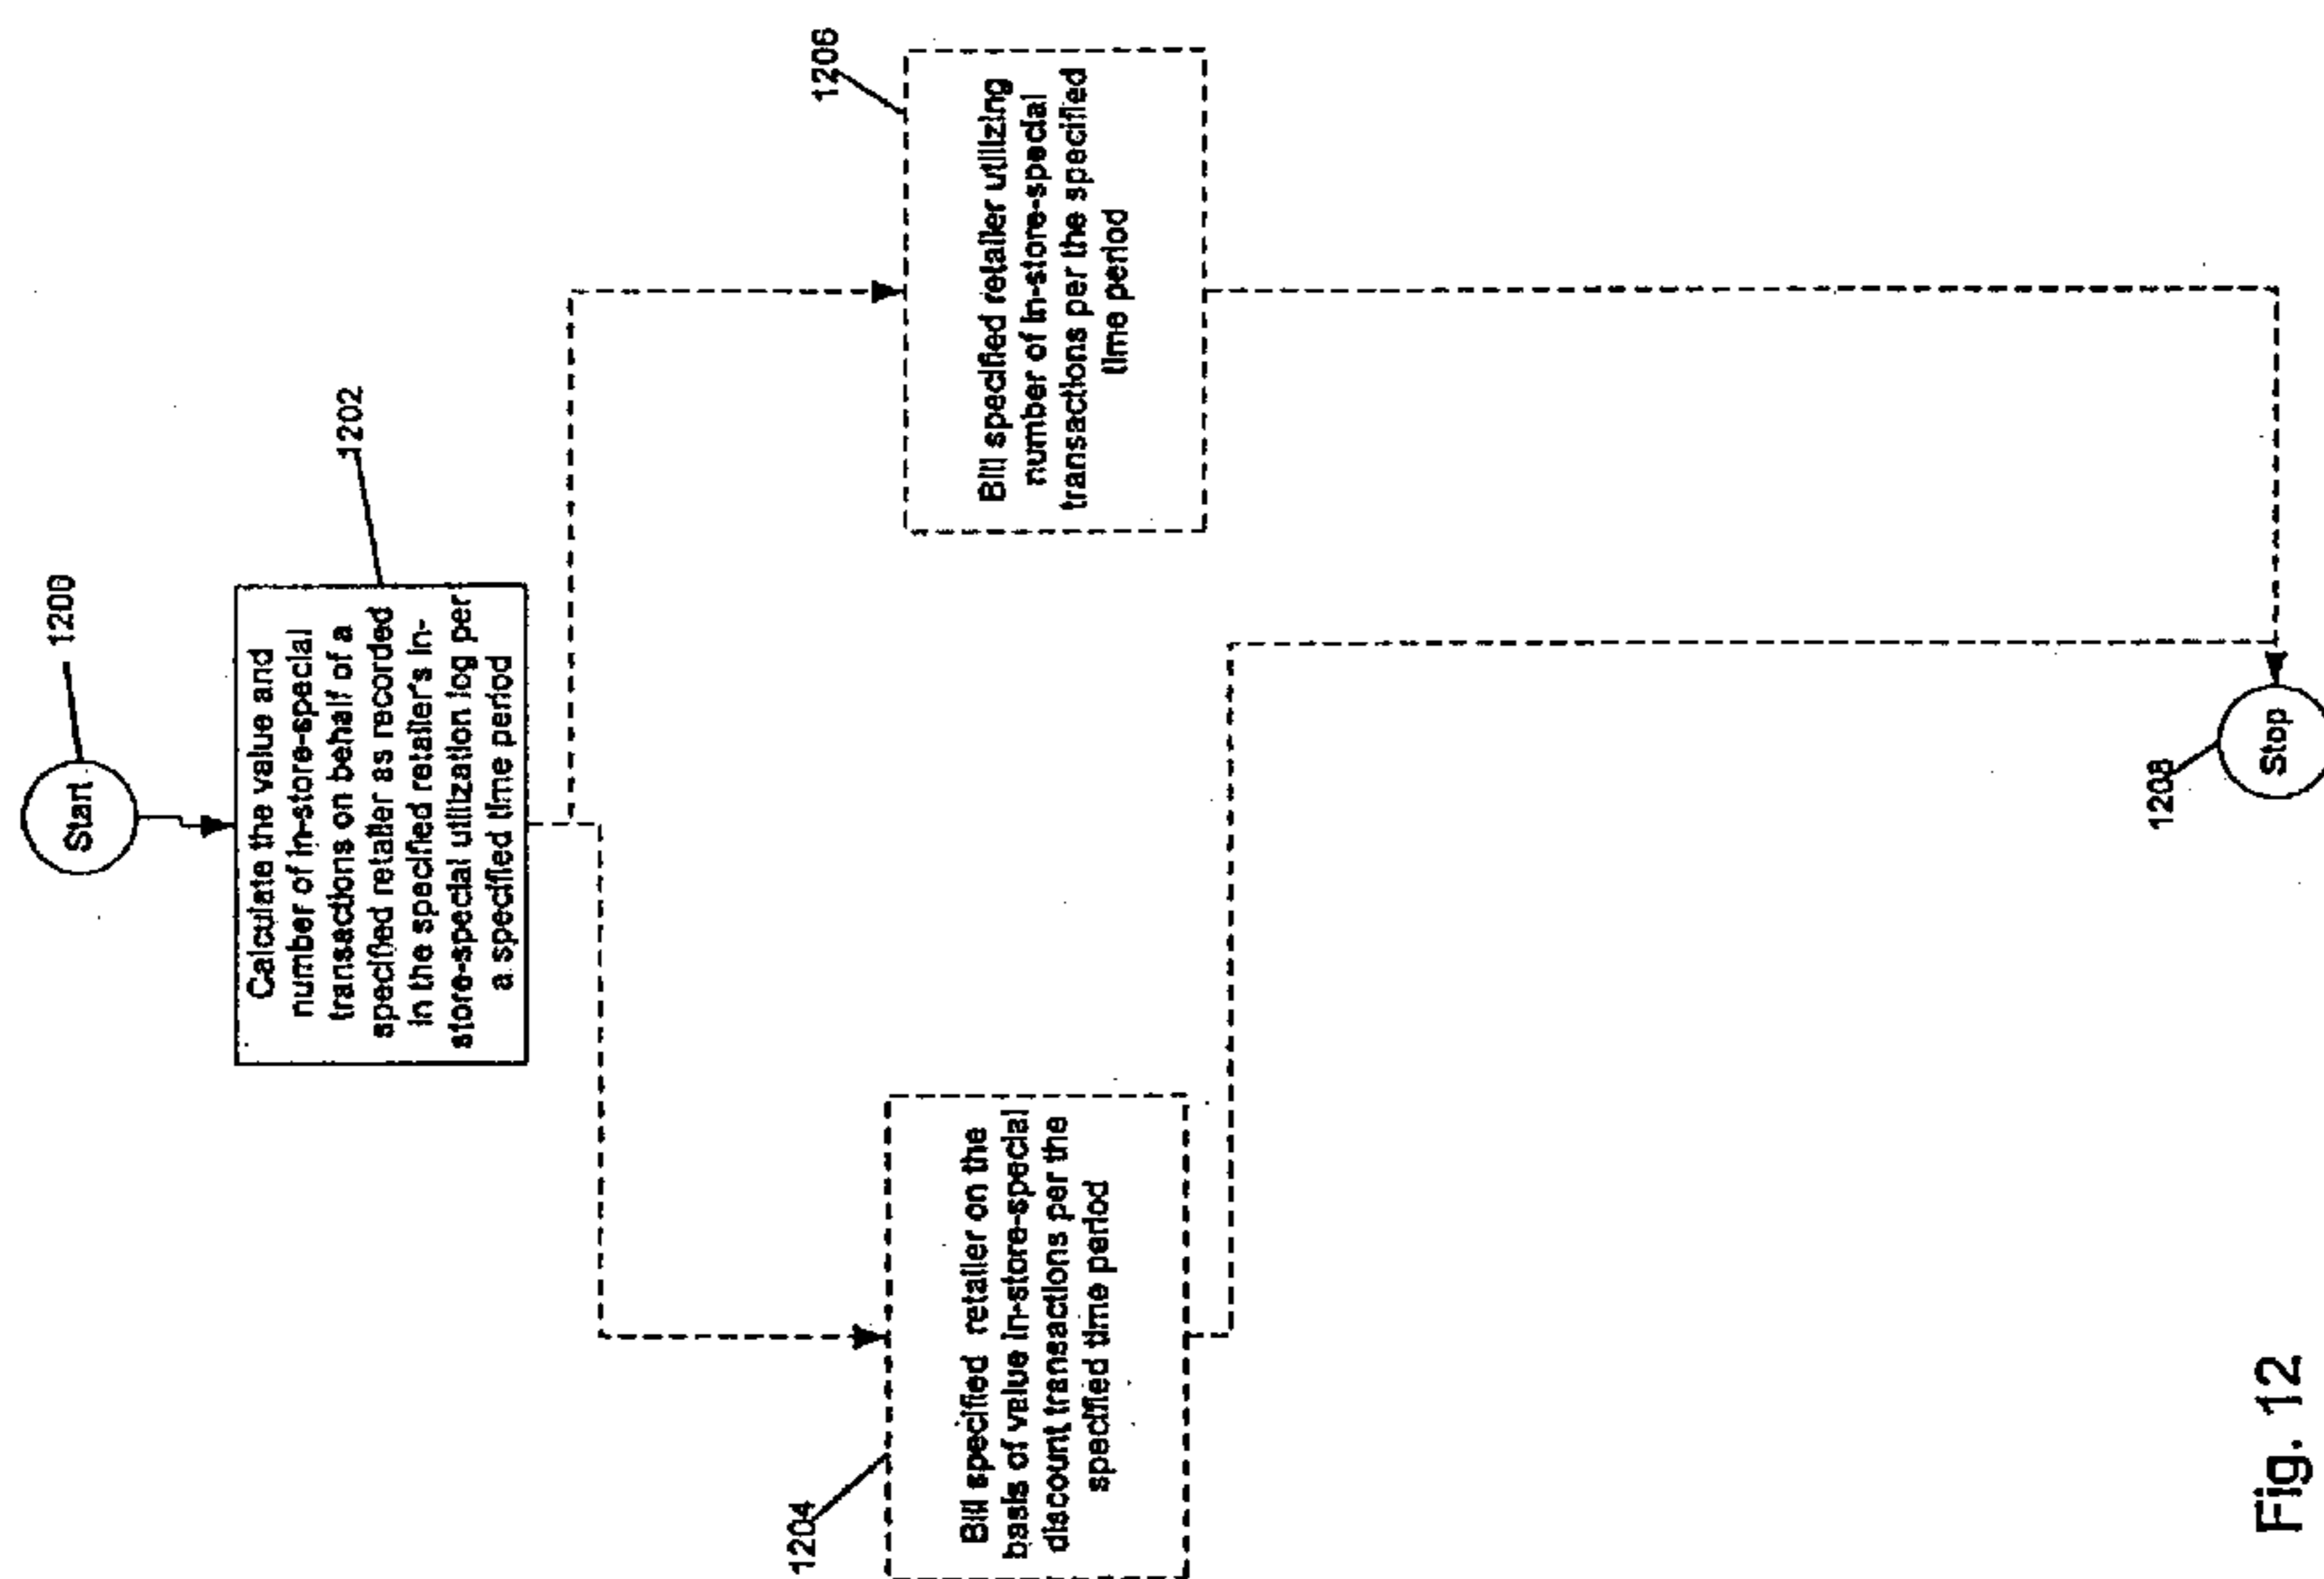 Start
1200
Calculate the value and
number of in-store-special
transactions on behalf of a
specified retailer as recorded
in the specified retailer's in-
store-special utilization log per
a specified time period
1202
1204
Bill specified retailer on the
basis of value in-store-special
discount transactions per the
specified time period
1206
Bill specified retailer utilizing
number of in-store-special
transactions per the specified
time period
1208
Stop
Fig. 12